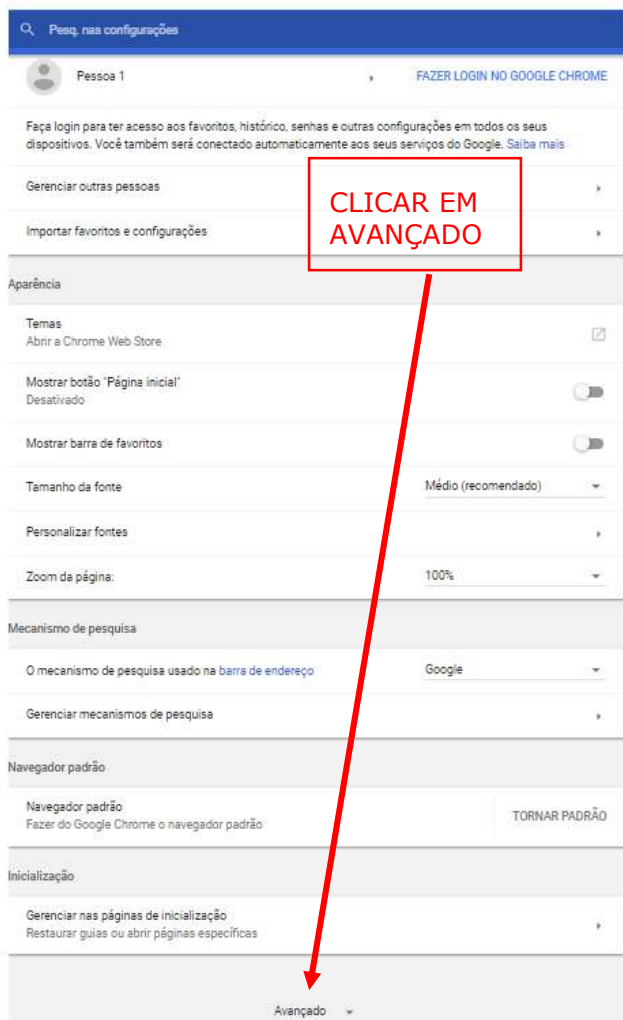 Pesq. nas configurações
Pessoa 1 FAZER LOGIN NO GOOGLE CHROME
Faça login para ter acesso aos favoritos, histórico, senhas e outras configurações em todos os seus
dispositivos. Você também será conectado automaticamente aos seus serviços do Google. Saiba mais
Gerenciar outras pessoas
CLICAR EM
AVANÇADO
Importar favoritos e configurações
Aparência
Temas
Abrir a Chrome Web Store
Mostrar botão "Página inicial"
Desativado
Mostrar barra de favoritos
Tamanho da fonte Médio (recomendado)
Personalizar fontes
Zoom da página: 100%
Mecanismo de pesquisa
O mecanismo de pesquisa usado na barra de endereço Google
Gerenciar mecanismos de pesquisa
Navegador padrão
Navegador padrão
Fazer do Google Chrome o navegador padrão TORNAR PADRÃO
Inicialização
Gerenciar nas páginas de inicialização
Restaurar guias ou abrir páginas específicas
Avançado